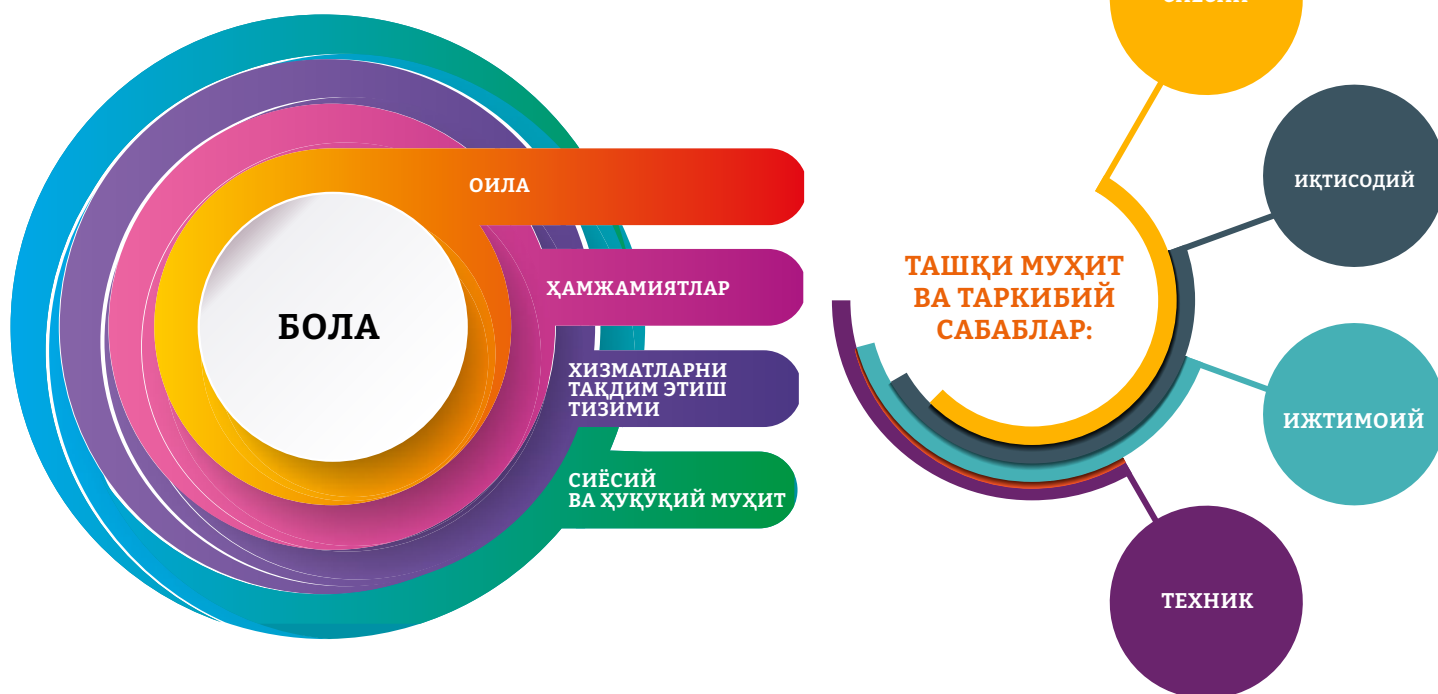 БОЛА
ОИЛА
ҲАМЖАМИЯТЛАР
ХИЗМАТЛАРНИ
ТАҚДИМ ЭТИШ
ТИЗИМИ
СИЁСИЙ
ВА ҲУҚУҚИЙ МУҲИТ
ТАШҚИ МУҲИТ
ВА ТАРКИБИЙ
САБАБЛАР:
ИҚТИСОДИЙ
ИЖТИМОИЙ
ТЕХНИК